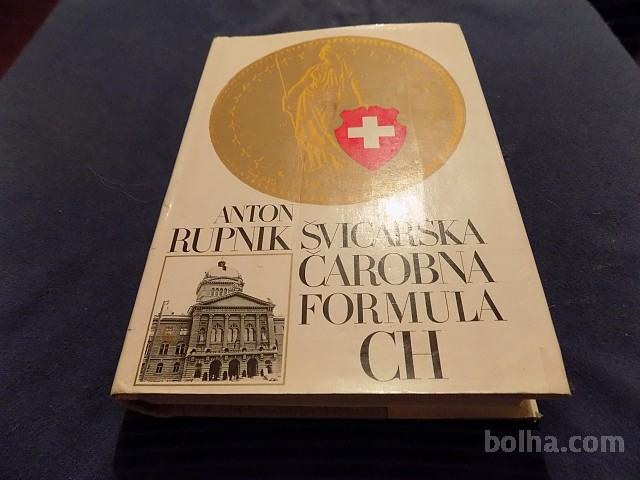 ANTON
RUPNIK
ŠVICARSKA
ČAROBNA
FORMULA
CH
bolha.com